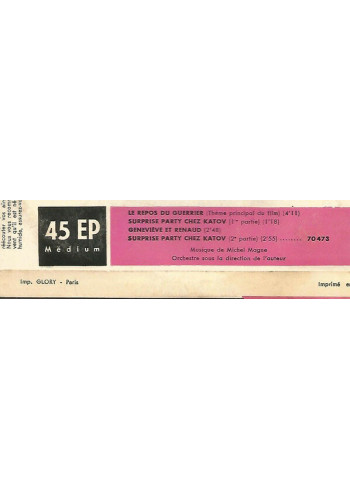 45 EP
Médium
LE REPOS DU GUERRIER (Thème principal du film) (4'15)
SURPRISE PARTY CHEZ KATOV (1re partie) (1'18)
GENEVIÈVE ET RENAUD (2'48)
SURPRISE PARTY CHEZ KATOV (2e partie) (2'55) ........ 70473
Musique de Michel Magne
Orchestre sous la direction de l'auteur
Imp. GLORY - Paris
Imprimé